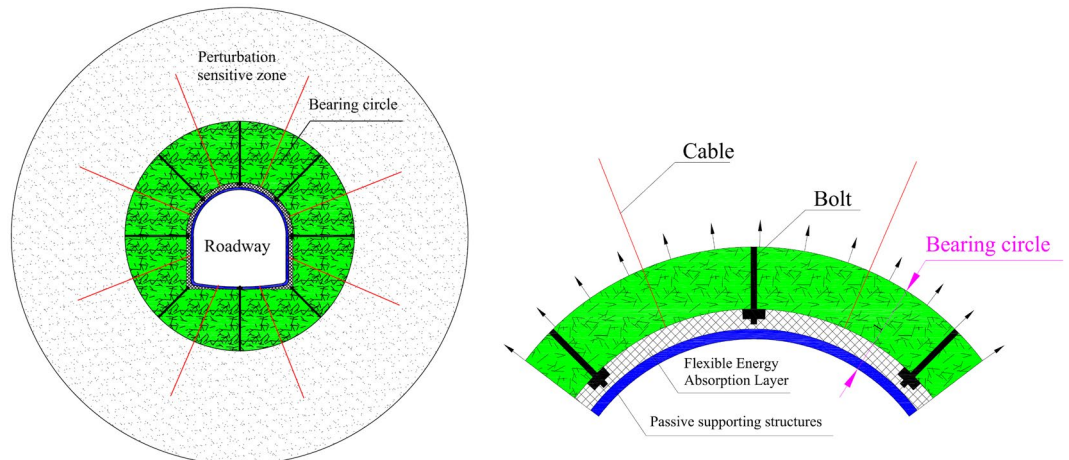 Perturbation
sensitive zone
Bearing circle
Roadway
Cable
Bolt
Bearing circle
Flexible Energy
Absorption Layer
Passive supporting structures